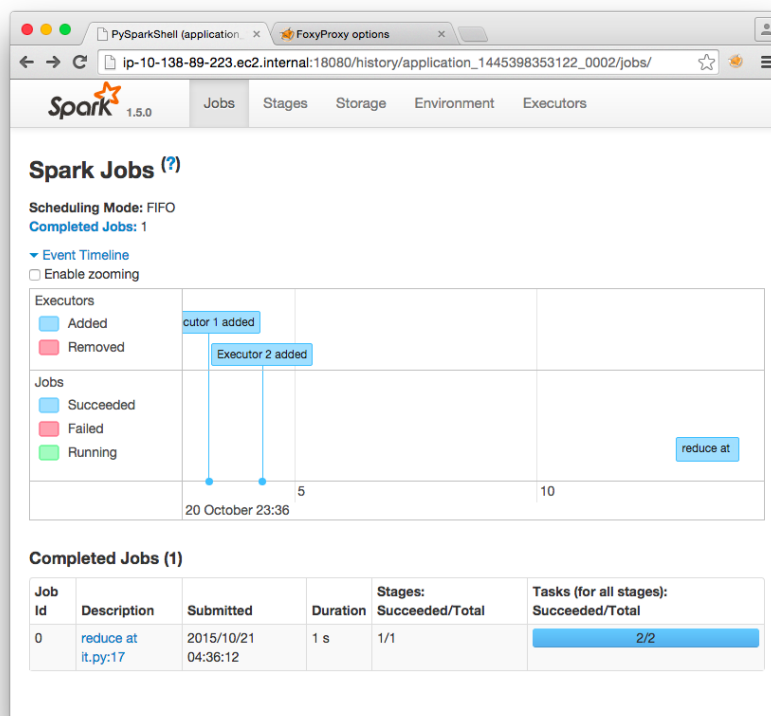 PySparkShell (application_
FoxyProxy options
ip-10-138-89-223.ec2.internal:18080/history/application_1445398353122_0002/jobs/
Spark 1.5.0
Jobs Stages Storage Environment Executors
Spark Jobs (?)
Scheduling Mode: FIFO
Completed Jobs: 1
Event Timeline
Enable zooming
Executors
Added
Removed
cutor 1 added
Executor 2 added
Jobs
Succeeded
Failed
Running
reduce at
5 10
20 October 23:36
Completed Jobs (1)
Job Id Description Submitted Duration Stages: Succeeded/Total Tasks (for all stages): Succeeded/Total
0 reduce at it.py:17 2015/10/21 04:36:12 1 s 1/1 2/2